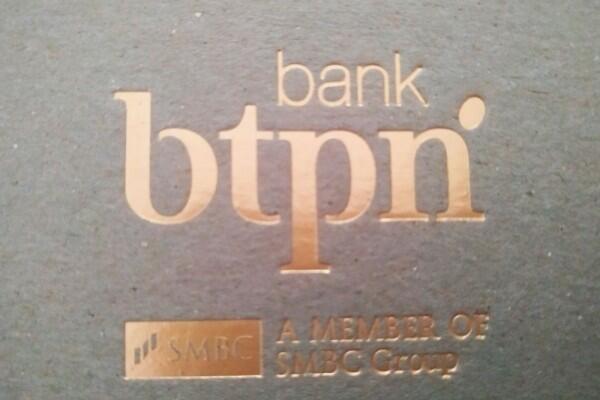 bank
btpn
SMBC
A MEMBER OF
SMBC Group